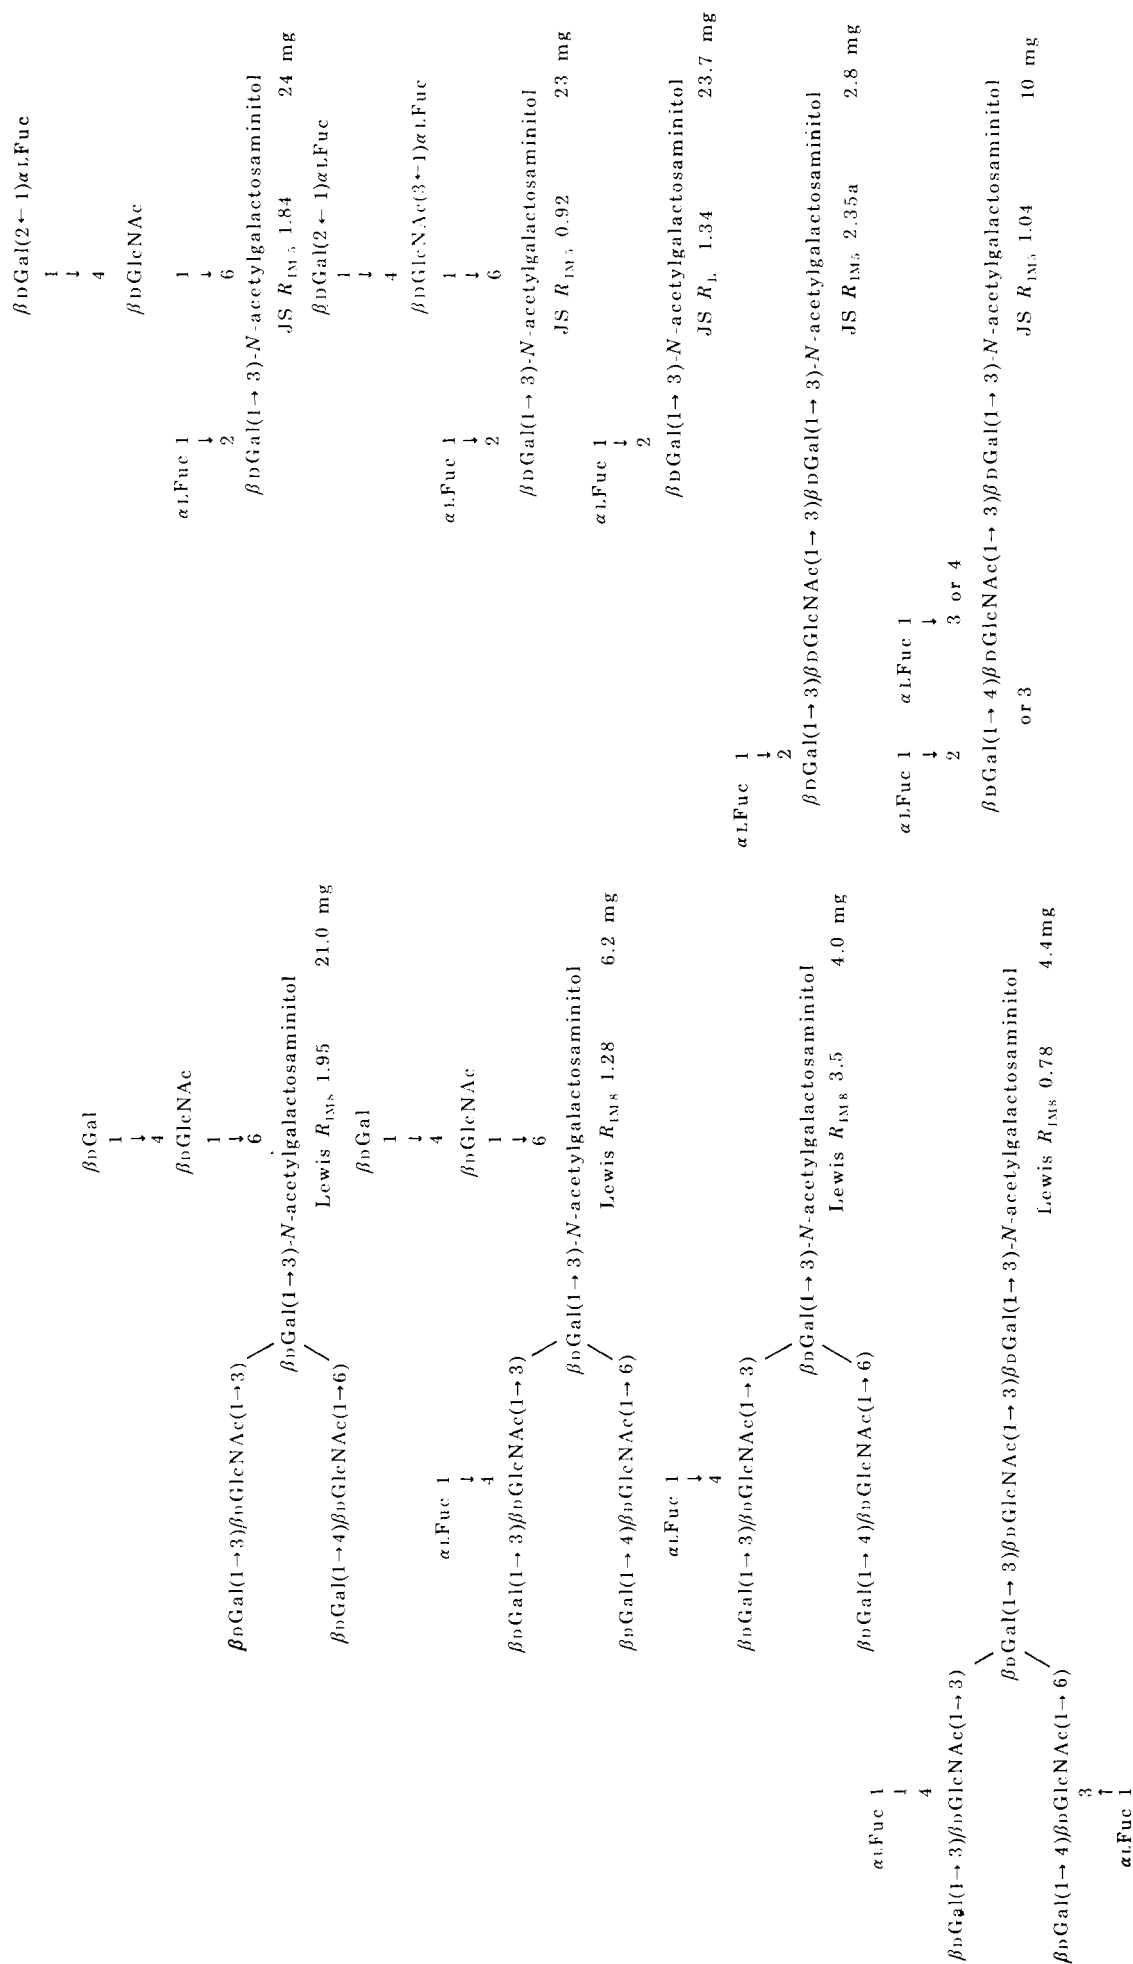 βDGal
1
↓
4
βDGlcNAc
1
↓
6
βDGal(1→3)βDGlcNAc(1→3)
βDGal(1→3)-N-acetylgalactosaminitol
βDGal(1→4)βDGlcNAc(1→6)
Lewis R_IM8 1.95 21.0 mg
βDGal
1
↓
4
βDGlcNAc
αLFuc 1
↓
4
1
↓
6
βDGal(1→3)βDGlcNAc(1→3)
βDGal(1→3)-N-acetylgalactosaminitol
βDGal(1→4)βDGlcNAc(1→6)
Lewis R_IM8 1.28 6.2 mg
αLFuc 1
↓
4
βDGal(1→3)βDGlcNAc(1→3)
βDGal(1→3)-N-acetylgalactosaminitol
βDGal(1→4)βDGlcNAc(1→6)
Lewis R_IM8 3.5 4.0 mg
αLFuc 1
↓
4
βDGal(1→3)βDGlcNAc(1→3)
βDGal(1→3)βDGlcNAc(1→3)βDGal(1→3)-N-acetylgalactosaminitol
βDGal(1→4)βDGlcNAc(1→6)
3
↑
αLFuc 1
Lewis R_IM8 0.78 4.4mg
βDGal(2←1)αLFuc
1
↓
4
βDGlcNAc
αLFuc 1
↓
2
1
↓
6
βDGal(1→3)-N-acetylgalactosaminitol
JS R_IM5 1.84 24 mg
βDGal(2←1)αLFuc
1
↓
4
βDGlcNAc(3←1)αLFuc
αLFuc 1
↓
2
1
↓
6
βDGal(1→3)-N-acetylgalactosaminitol
JS R_IM5 0.92 23 mg
αLFuc 1
↓
2
βDGal(1→3)-N-acetylgalactosaminitol
JS R_L 1.34 23.7 mg
αLFuc 1
↓
2
βDGal(1→3)βDGlcNAc(1→3)βDGal(1→3)-N-acetylgalactosaminitol
JS R_IM5 2.35a 2.8 mg
αLFuc 1 αLFuc 1
↓ ↓
2 3 or 4
βDGal(1→4)βDGlcNAc(1→3)βDGal(1→3)-N-acetylgalactosaminitol
or 3
JS R_IM5 1.04 10 mg